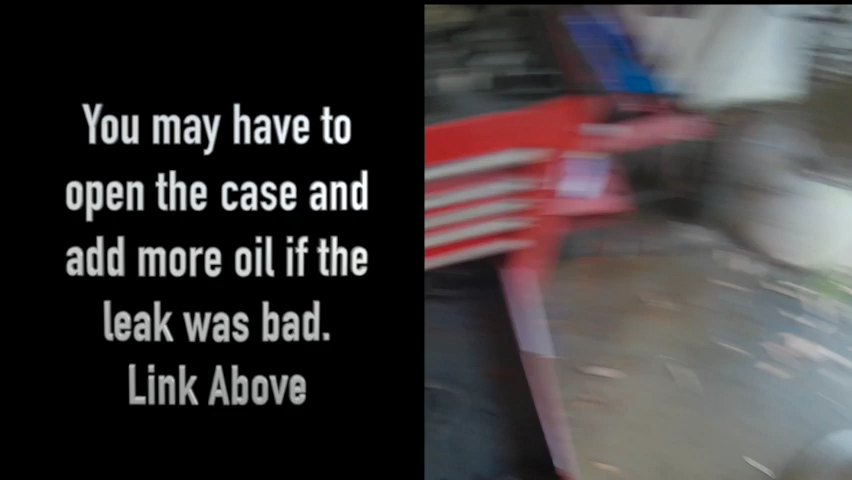 You may have to
open the case and
add more oil if the
leak was bad.
Link Above